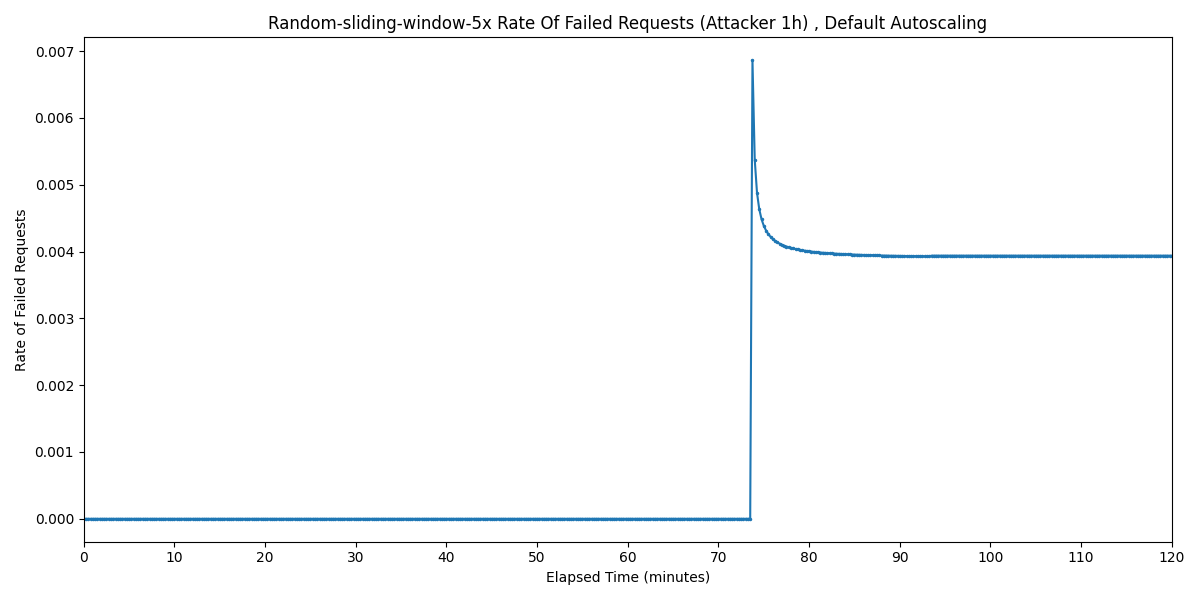 Random-sliding-window-5x Rate Of Failed Requests (Attacker 1h) , Default Autoscaling
0.007
0.006
0.005
0.004
0.003
0.002
0.001
0.000
Rate of Failed Requests
0 10 20 30 40 50 60 70 80 90 100 110 120
Elapsed Time (minutes)